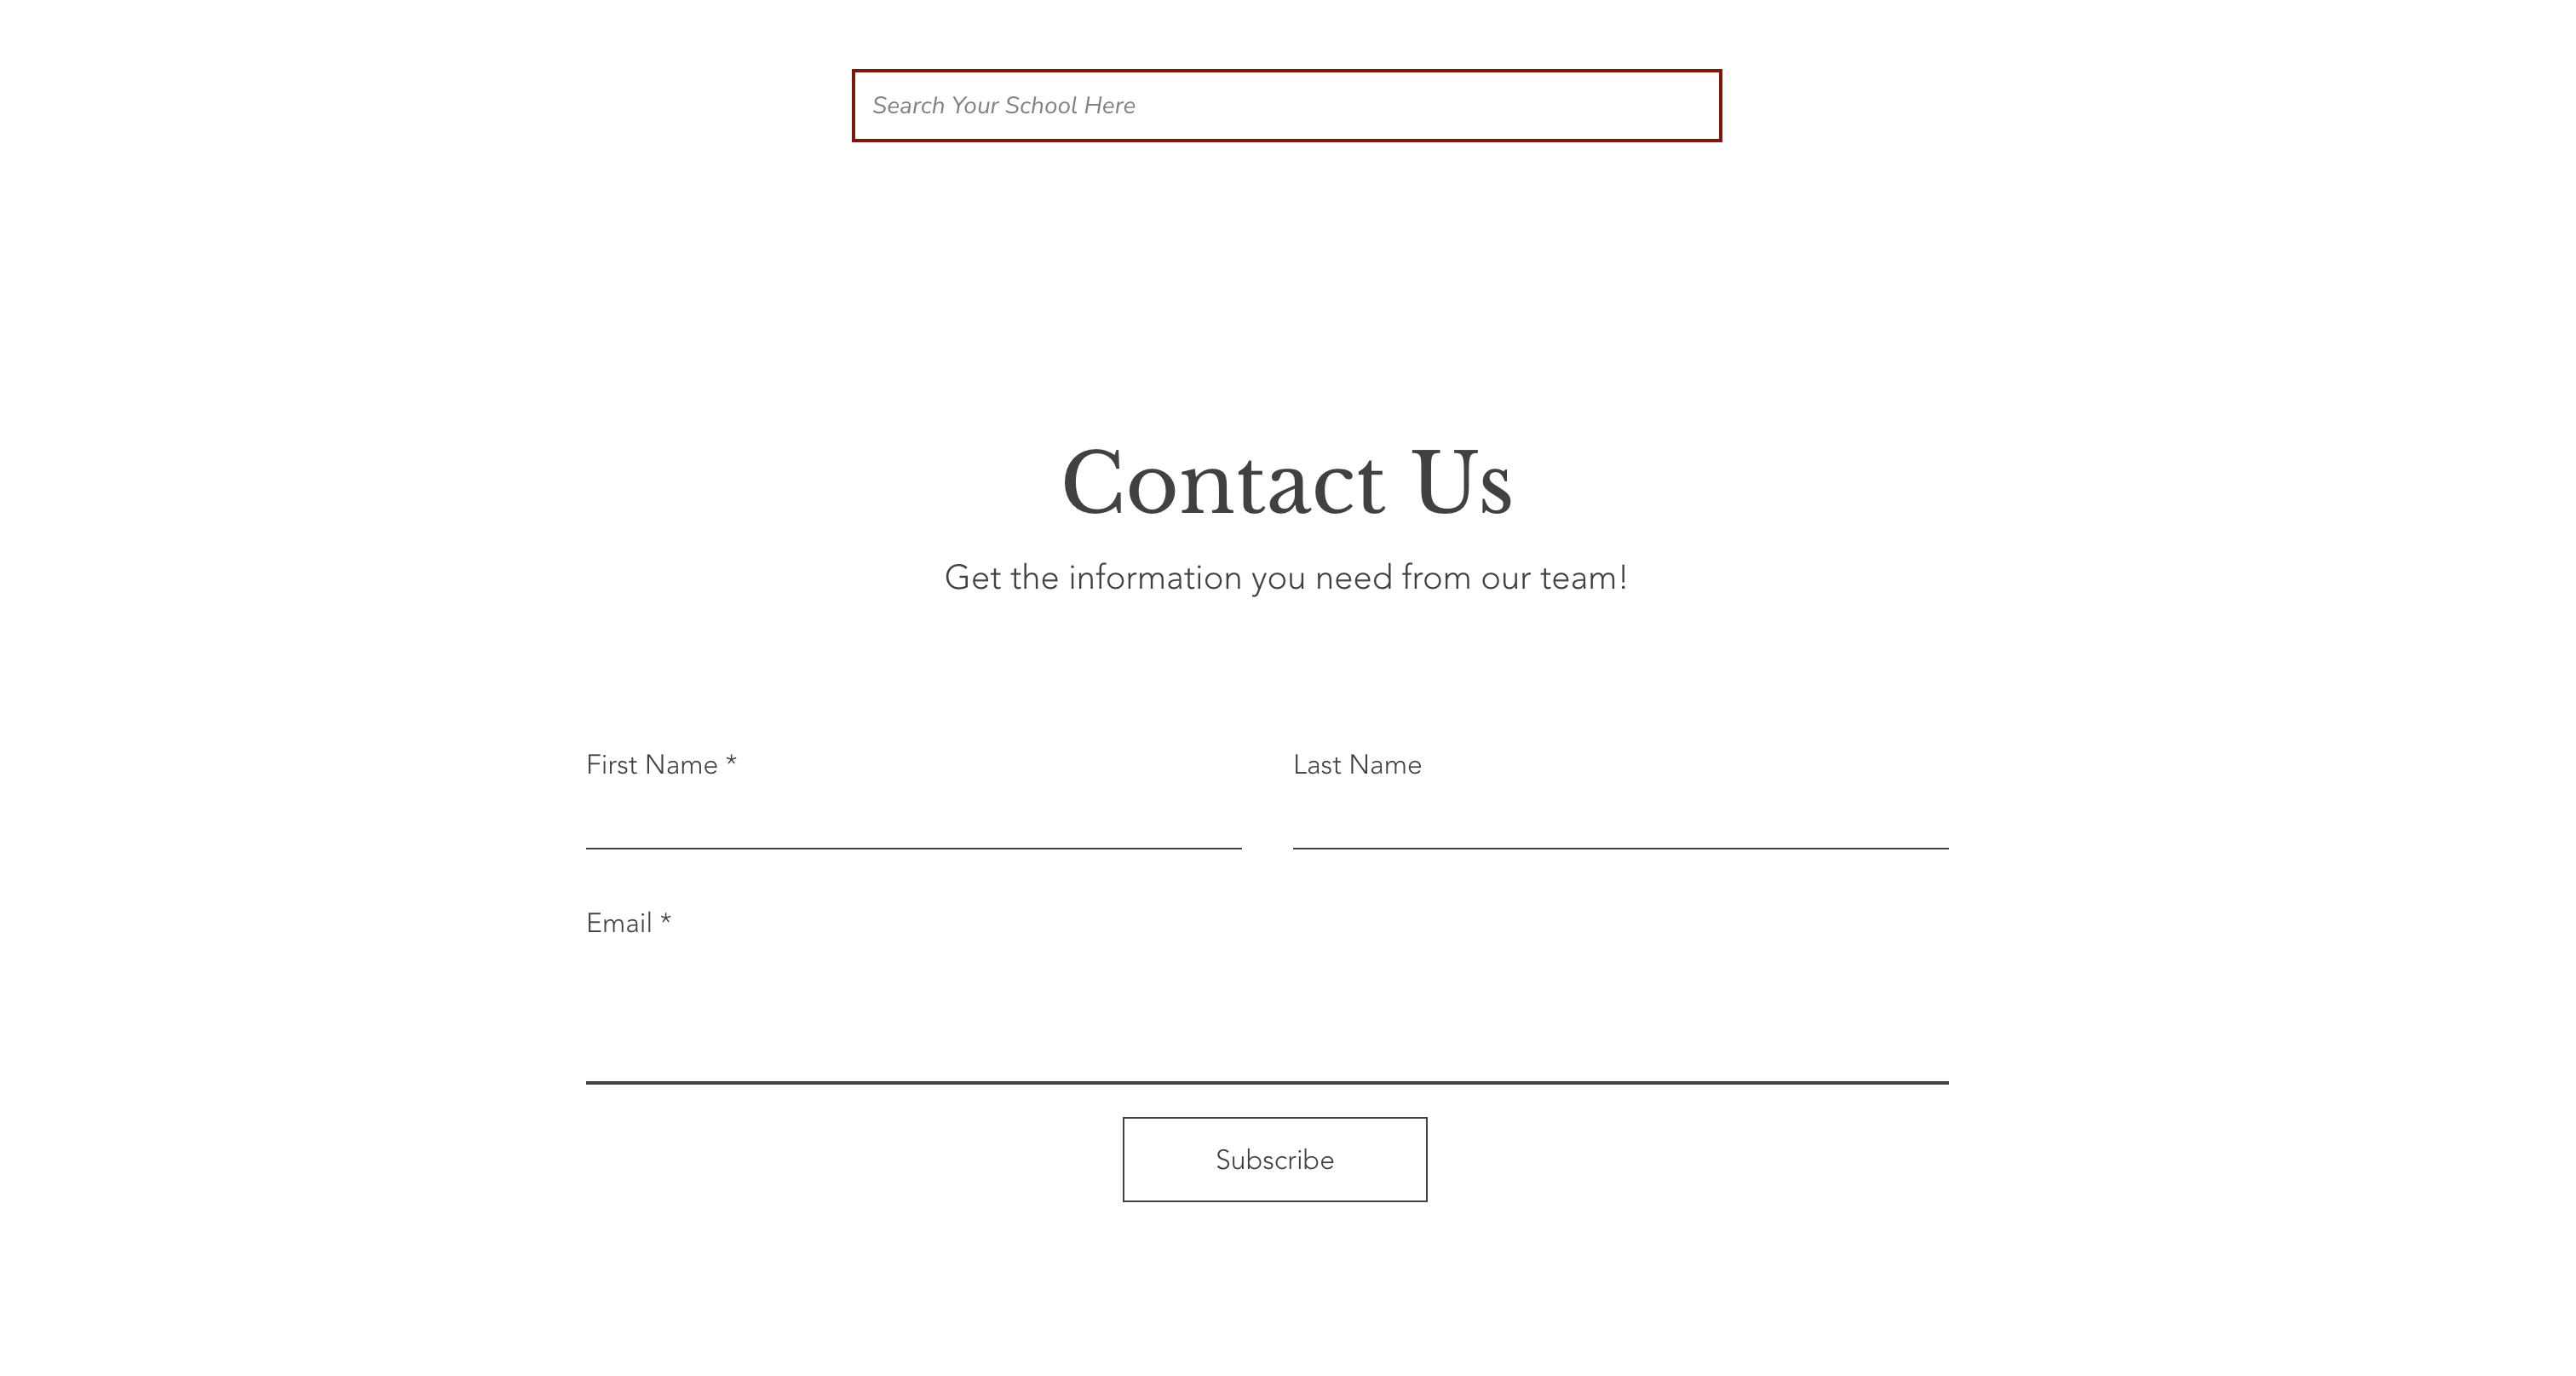 Search Your School Here
Contact Us
Get the information you need from our team!
First Name *
Last Name
Email *
Subscribe